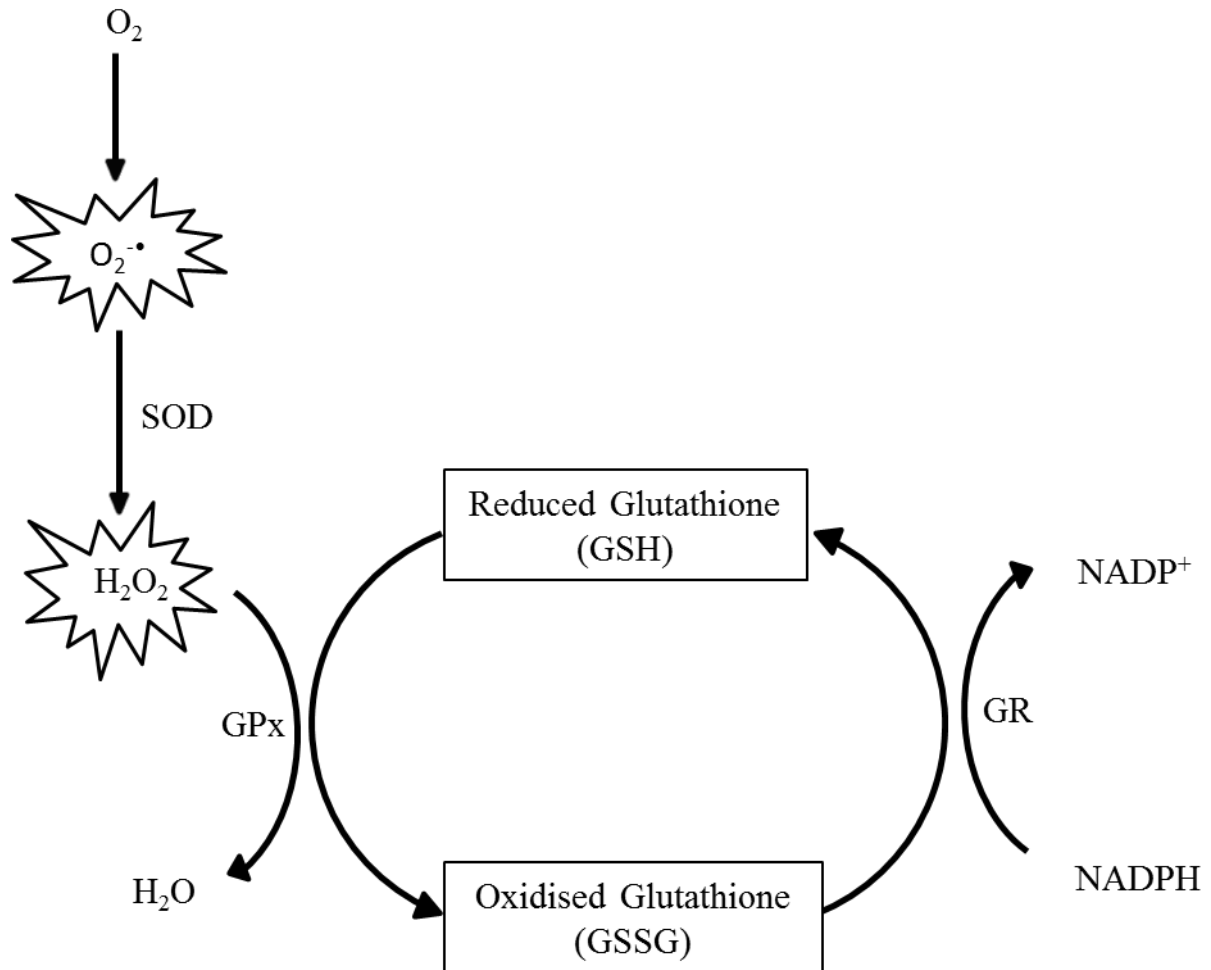 O₂
O₂⁻•
SOD
H₂O₂
Reduced Glutathione
(GSH)
NADP⁺
GPx
GR
H₂O
Oxidised Glutathione
(GSSG)
NADPH